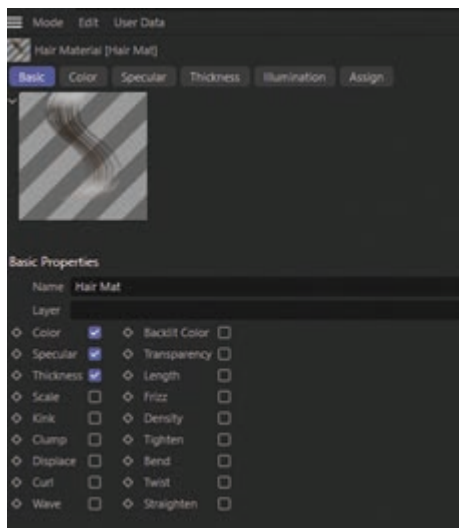 Mode Edit User Data
Hair Material [Hair Mat]
Basic Color Specular Thickness Illumination Assign
Basic Properties
Name Hair Mat
Layer
Color Backlit Color
Specular Transparency
Thickness Length
Scale Frizz
Kink Density
Clump Tighten
Displace Bend
Curl Twist
Wave Straighten